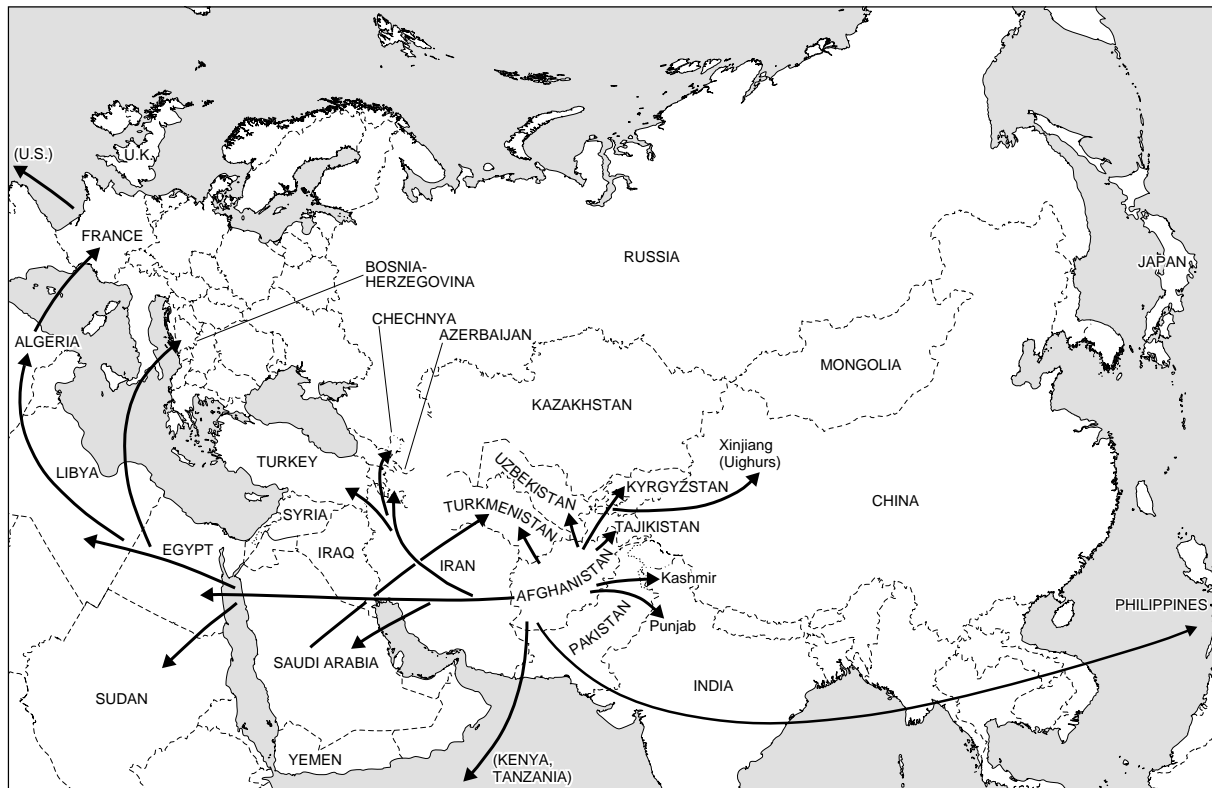 (U.S.)
U.K.
FRANCE
RUSSIA
JAPAN
BOSNIA-
HERZEGOVINA
CHECHNYA
AZERBAIJAN
ALGERIA
MONGOLIA
KAZAKHSTAN
Xinjiang
(Uighurs)
TURKEY
LIBYA
UZBEKISTAN
KYRGYZSTAN
CHINA
TURKMENISTAN
SYRIA
TAJIKISTAN
EGYPT
IRAQ
IRAN
AFGHANISTAN
Kashmir
PHILIPPINES
Punjab
PAKISTAN
SAUDI ARABIA
INDIA
SUDAN
YEMEN
(KENYA,
TANZANIA)